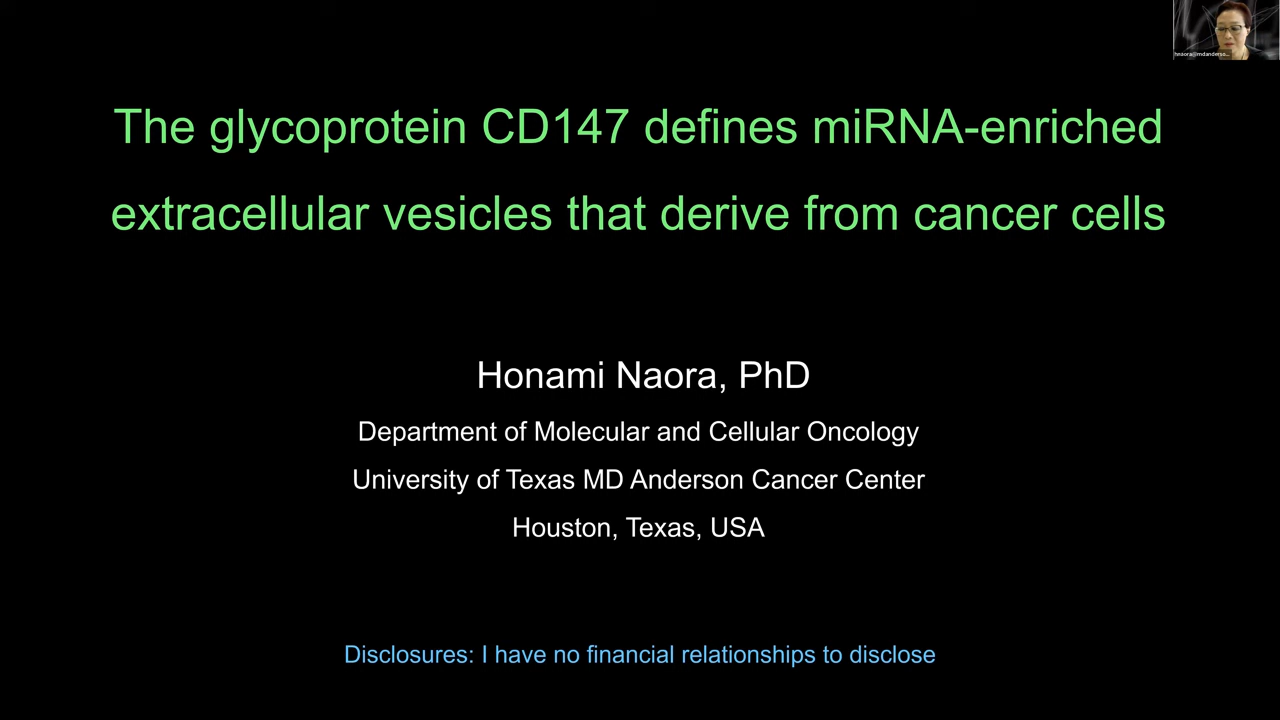 hnaora@mdanderso...
The glycoprotein CD147 defines miRNA-enriched
extracellular vesicles that derive from cancer cells
Honami Naora, PhD
Department of Molecular and Cellular Oncology
University of Texas MD Anderson Cancer Center
Houston, Texas, USA
Disclosures: I have no financial relationships to disclose